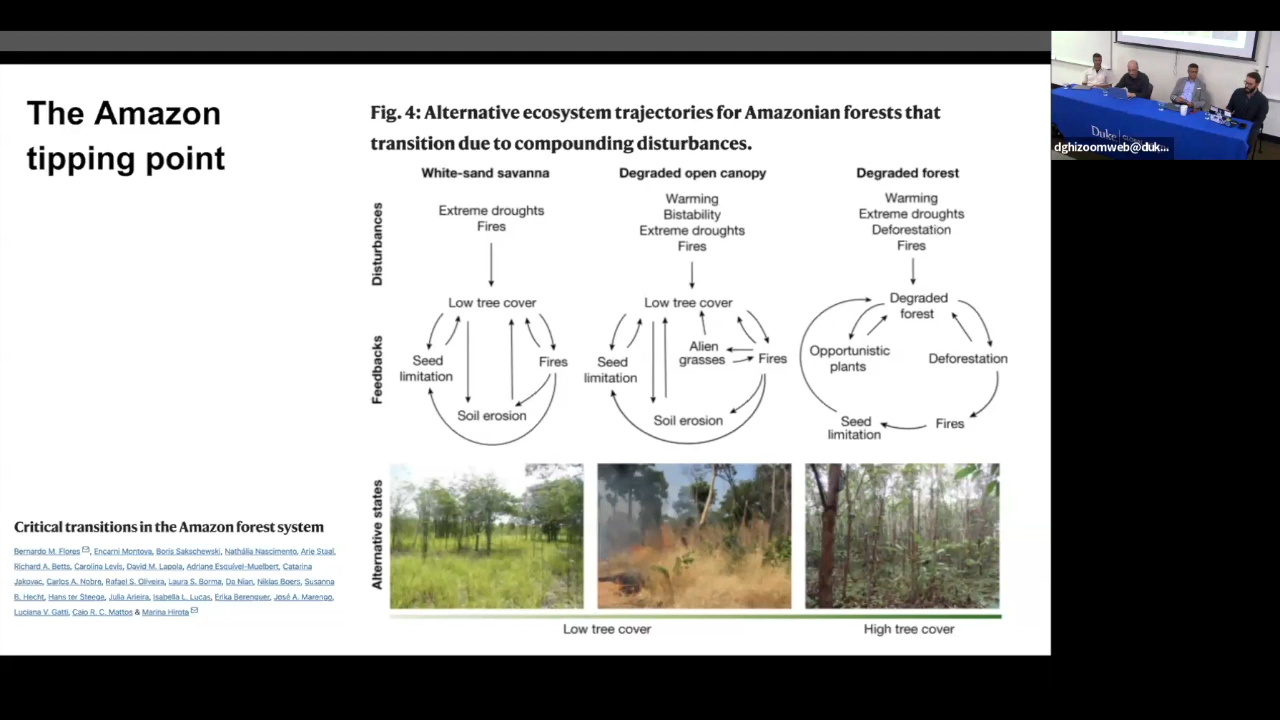 The Amazon
tipping point
Fig. 4: Alternative ecosystem trajectories for Amazonian forests that
transition due to compounding disturbances.
White-sand savanna
Degraded open canopy
Degraded forest
Disturbances
Extreme droughts
Fires
Warming
Bistability
Extreme droughts
Fires
Warming
Extreme droughts
Deforestation
Fires
Feedbacks
Low tree cover
Seed
limitation
Fires
Soil erosion
Low tree cover
Seed
limitation
Alien
grasses
Fires
Soil erosion
Degraded
forest
Opportunistic
plants
Deforestation
Seed
limitation
Fires
Alternative states
Low tree cover
High tree cover
Critical transitions in the Amazon forest system
Bernardo M. Flores, Encarni Montoya, Boris Sakschewski, Nathália Nascimento, Arie Staal,
Richard A. Betts, Carolina Levis, David M. Lapola, Adriane Esquível-Muelbert, Catarina
Jakovac, Carlos A. Nobre, Rafael S. Oliveira, Laura S. Borma, Da Nian, Niklas Boers, Susanna
B. Hecht, Hans ter Steege, Julia Arieira, Isabella L. Lucas, Erika Berenguer, José A. Marengo,
Luciana V. Gatti, Caio R. C. Mattos & Marina Hirota
Duke
dghizoomweb@duk...